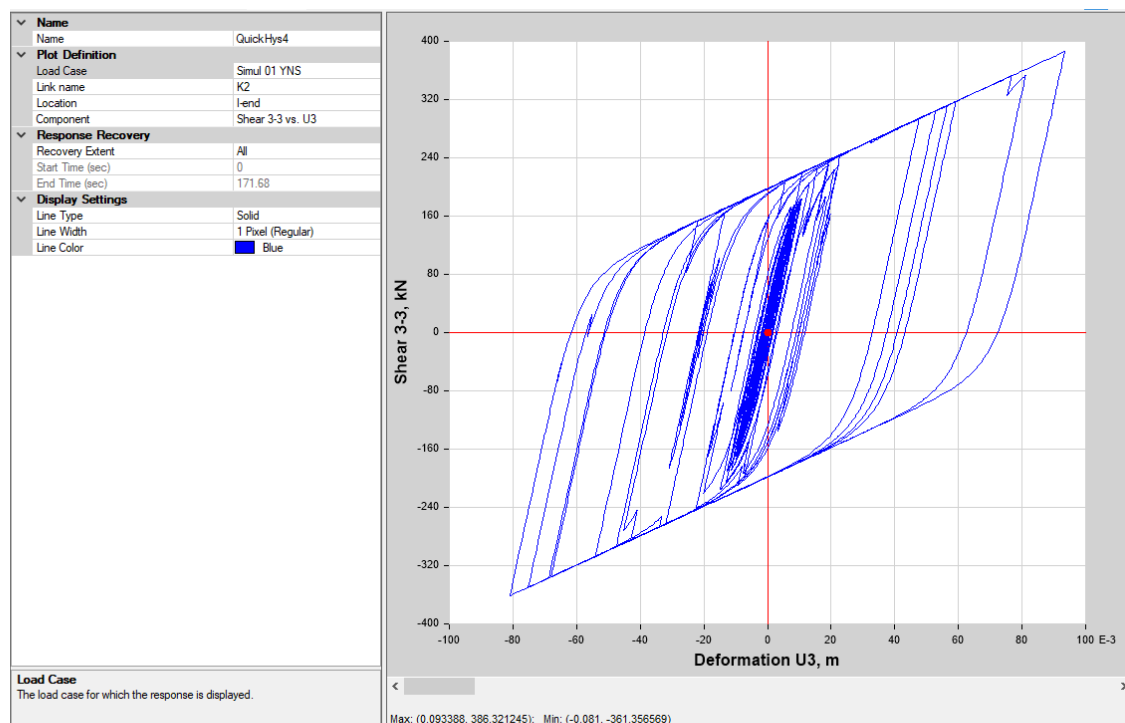 Name
Name QuickHys4
Plot Definition
Load Case Simul 01 YNS
Link name K2
Location I-end
Component Shear 3-3 vs. U3
Response Recovery
Recovery Extent All
Start Time (sec) 0
End Time (sec) 171.68
Display Settings
Line Type Solid
Line Width 1 Pixel (Regular)
Line Color Blue
Load Case
The load case for which the response is displayed.
400
320
240
160
80
0
-80
-160
-240
-320
-400
Shear 3-3, kN
-100 -80 -60 -40 -20 0 20 40 60 80 100 E-3
Deformation U3, m
Max: (0.093388, 386.321245); Min: (-0.081, -361.356569)